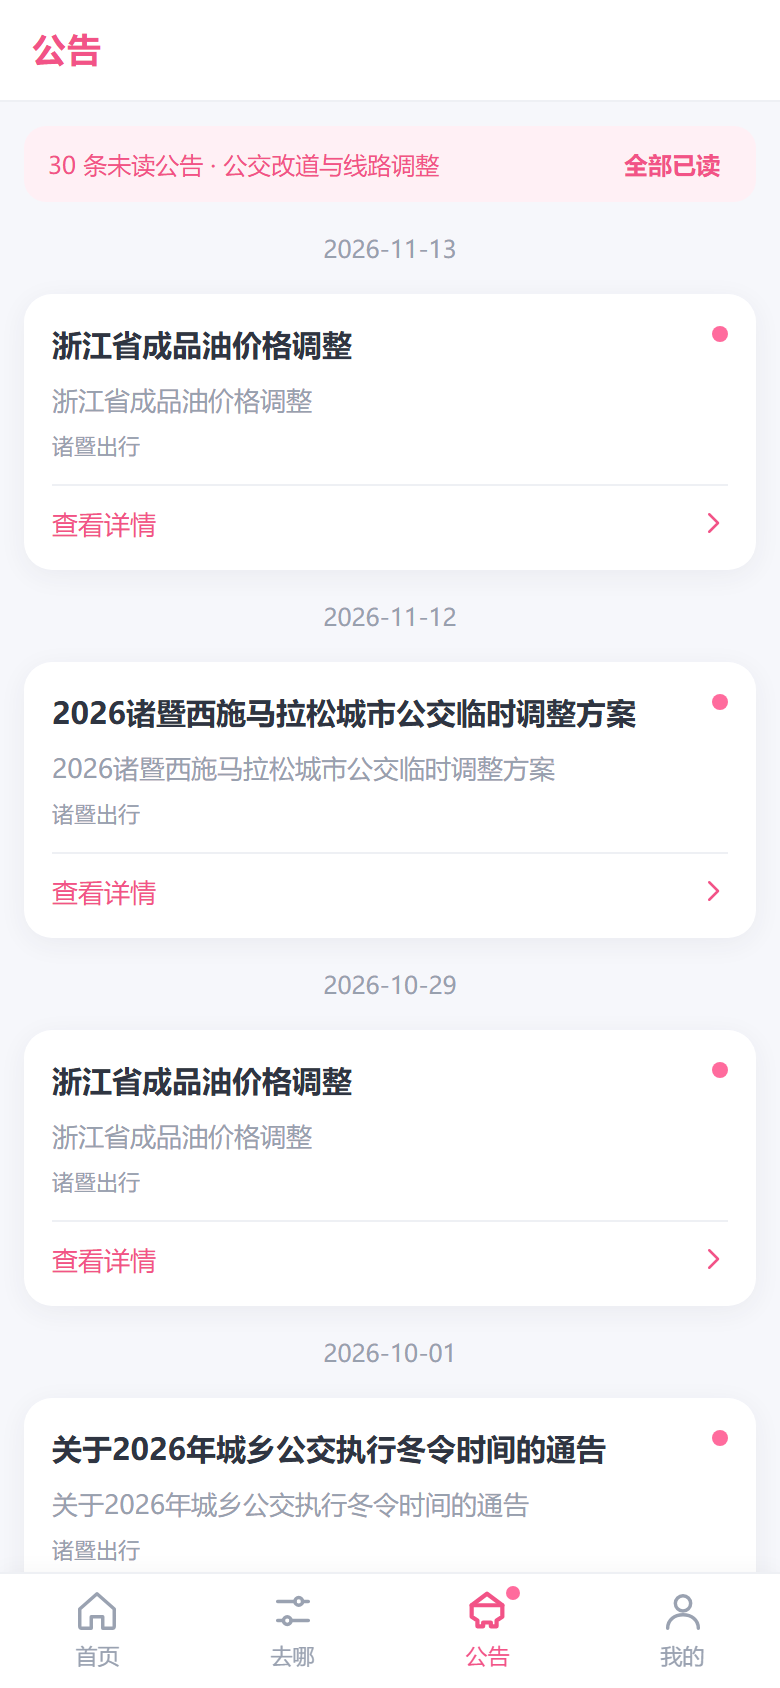 公告
30 条未读公告 · 公交改道与线路调整
全部已读
2026-11-13
浙江省成品油价格调整
浙江省成品油价格调整
诸暨出行
查看详情
2026-11-12
2026诸暨西施马拉松城市公交临时调整方案
2026诸暨西施马拉松城市公交临时调整方案
诸暨出行
查看详情
2026-10-29
浙江省成品油价格调整
浙江省成品油价格调整
诸暨出行
查看详情
2026-10-01
关于2026年城乡公交执行冬令时间的通告
关于2026年城乡公交执行冬令时间的通告
诸暨出行
首页
去哪
公告
我的